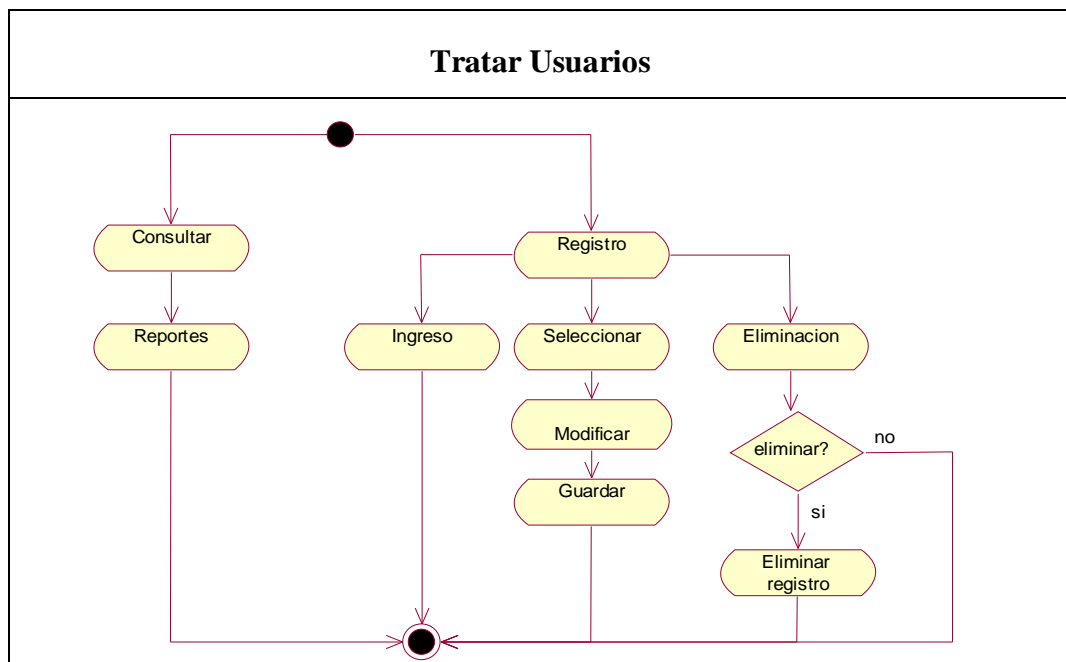 Tratar Usuarios
Consultar
Registro
Reportes
Ingreso
Seleccionar
Eliminacion
Modificar
eliminar?
no
Guardar
si
Eliminar
registro